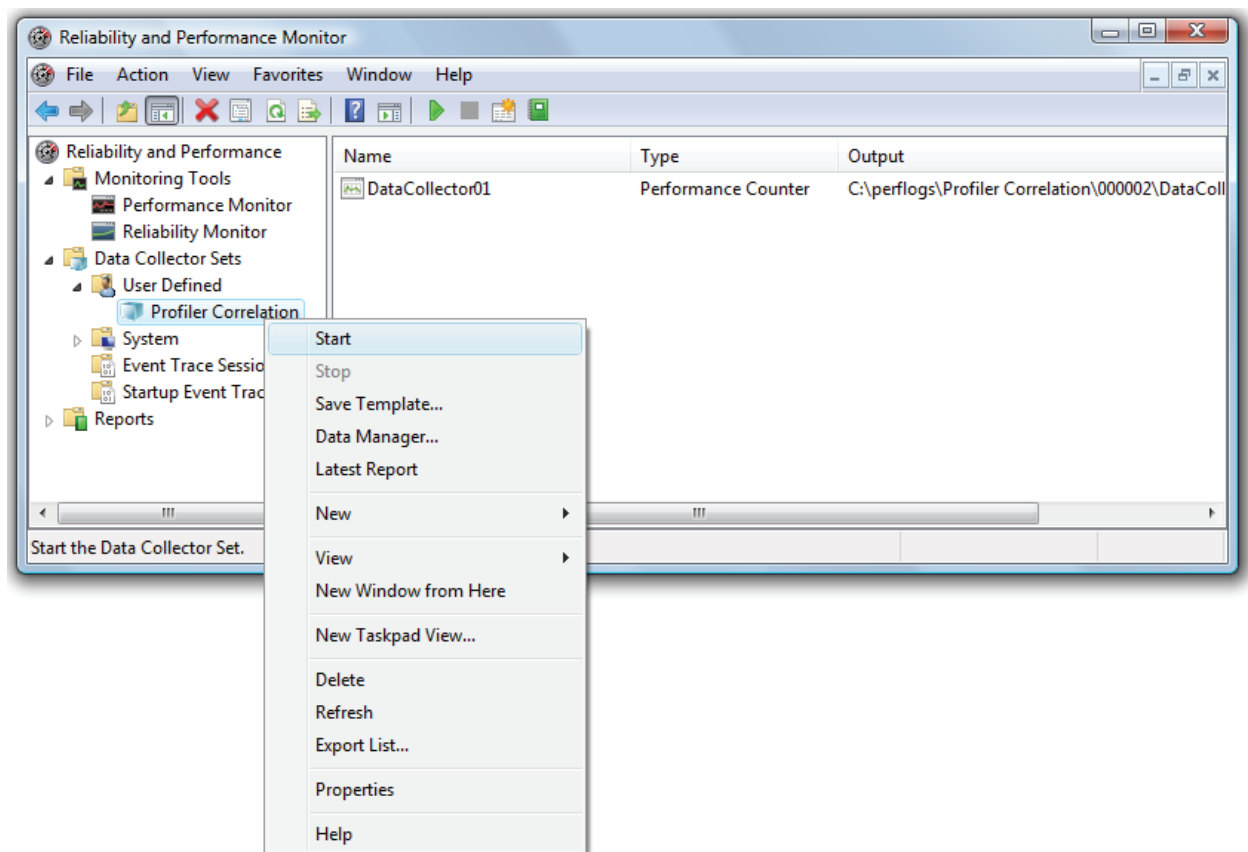 Reliability and Performance Monitor
File Action View Favorites Window Help
Reliability and Performance
Monitoring Tools
Performance Monitor
Reliability Monitor
Data Collector Sets
User Defined
Profiler Correlation
System
Event Trace Sessio
Startup Event Trac
Reports
Name Type Output
DataCollector01 Performance Counter C:\perflogs\Profiler Correlation\000002\DataColl
Start
Stop
Save Template...
Data Manager...
Latest Report
New
View
New Window from Here
New Taskpad View...
Delete
Refresh
Export List...
Properties
Help
Start the Data Collector Set.